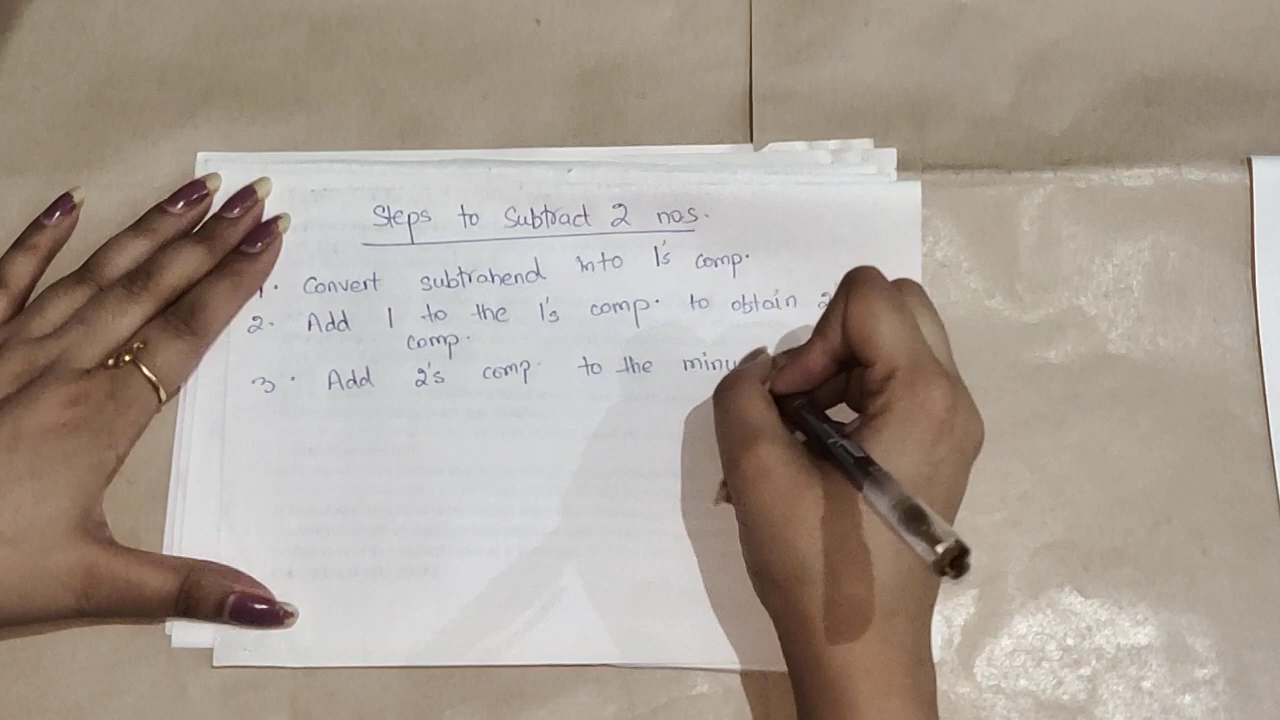 Steps to Subtract 2 nos.
1. Convert subtrahend into 1's comp.
2. Add 1 to the 1's comp. to obtain
comp.
3. Add 2's comp. to the